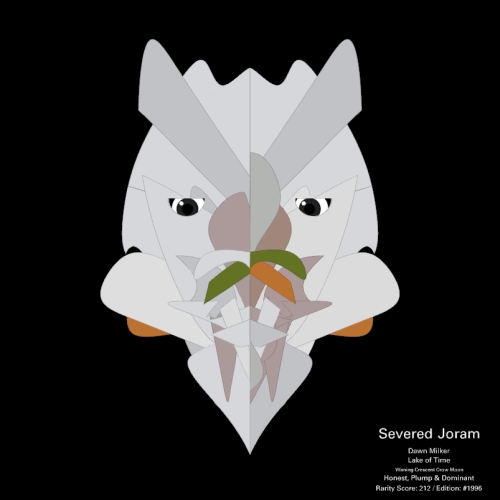 Severed Joram
Dawn Milker
Lake of Time
Waning Crescent Crow Moon
Honest, Plump & Dominant
Rarity Score: 212 / Edition: #1996